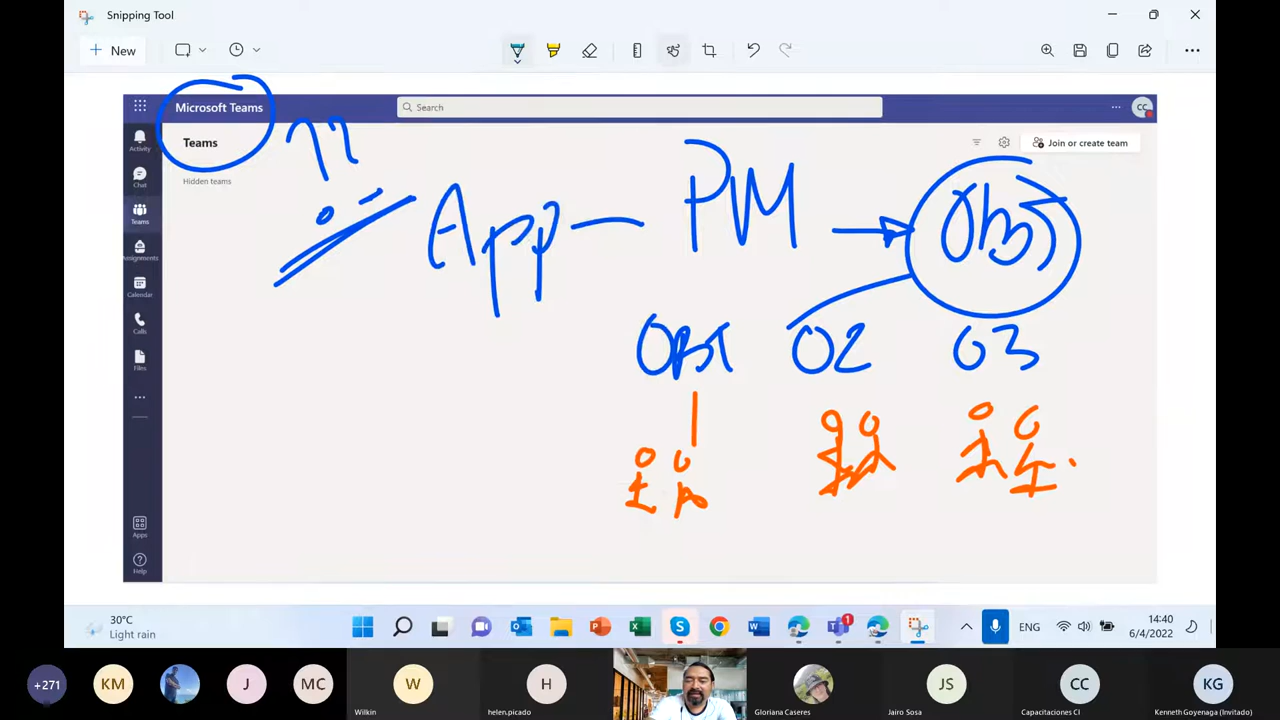 Snipping Tool
New
Microsoft Teams
Search
CC
Activity
Teams
Join or create team
Chat
Hidden teams
Teams
App — PM → Obj
Assignments
Calendar
Calls
O2 O3
Files
Apps
Help
30°C
Light rain
ENG
14:40
6/4/2022
1
+271
KM
J
MC
W
H
JS
CC
KG
Wilkin
helen.picado
Gloriana Caseres
Jairo Sosa
Capacitaciones CI
Kenneth Goyenaga (Invitado)